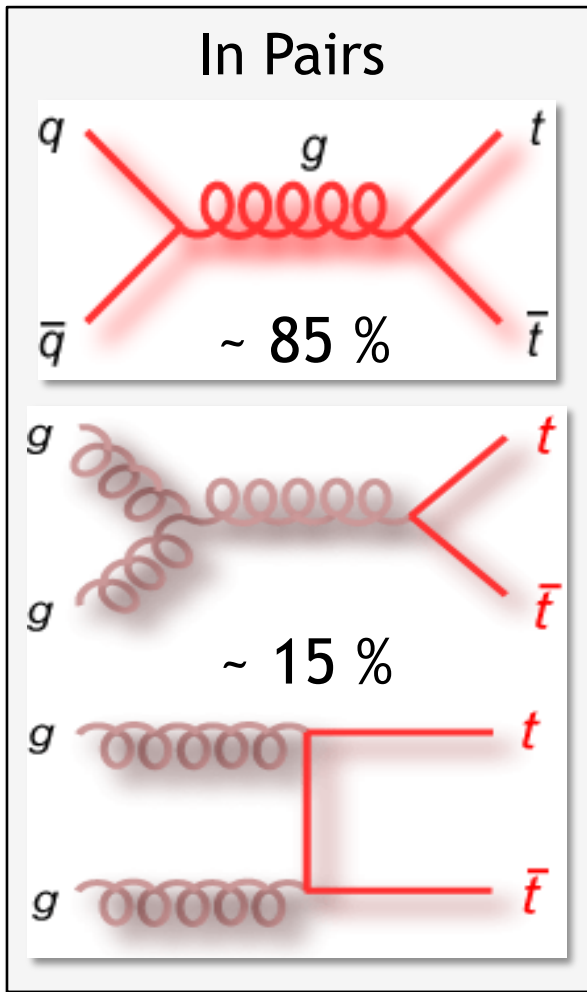 In Pairs
q g t
q̅ ~ 85 % t̅
g t
g t̅
~ 15 %
g t
g t̅